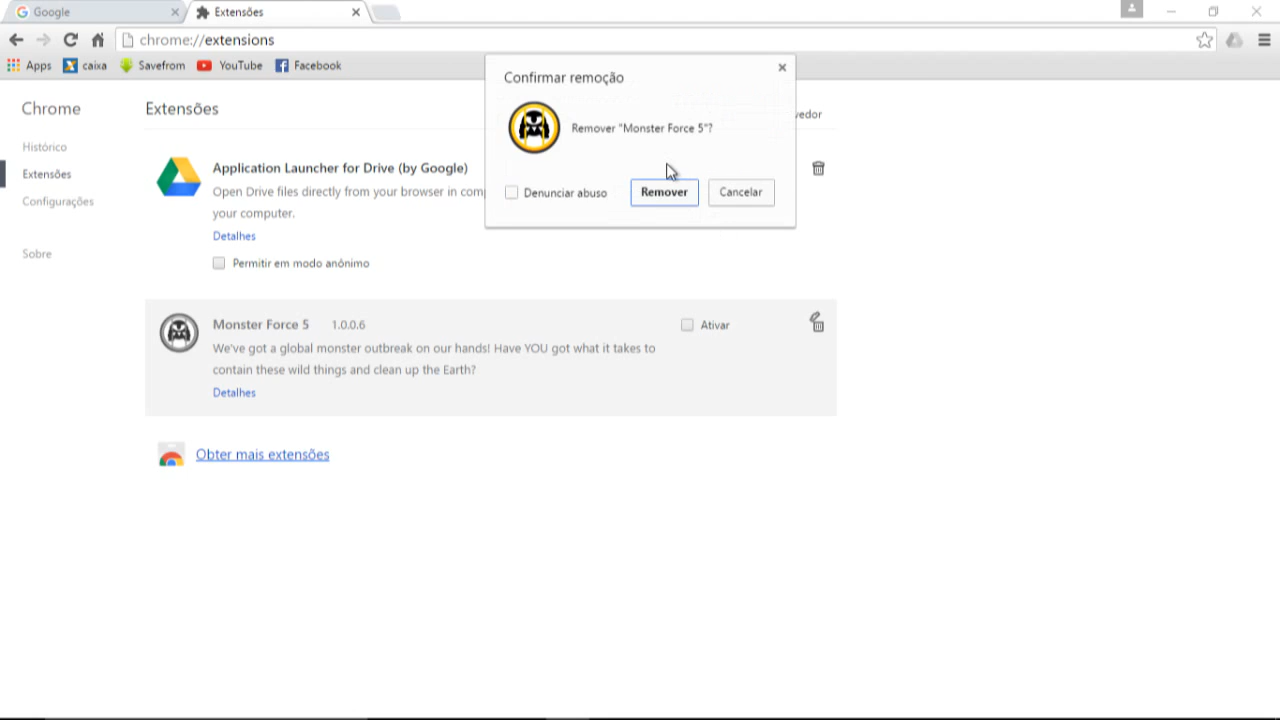 Google
Extensões
chrome://extensions
Apps
caixa
Savefrom
YouTube
Facebook
Chrome
Histórico
Extensões
Configurações
Sobre
Extensões
Application Launcher for Drive (by Google)
Open Drive files directly from your browser in
your computer.
Detalhes
Permitir em modo anônimo
Confirmar remoção
Remover "Monster Force 5"?
Denunciar abuso
Remover
Cancelar
Monster Force 5 1.0.0.6
Ativar
We've got a global monster outbreak on our hands! Have YOU got what it takes to
contain these wild things and clean up the Earth?
Detalhes
Obter mais extensões